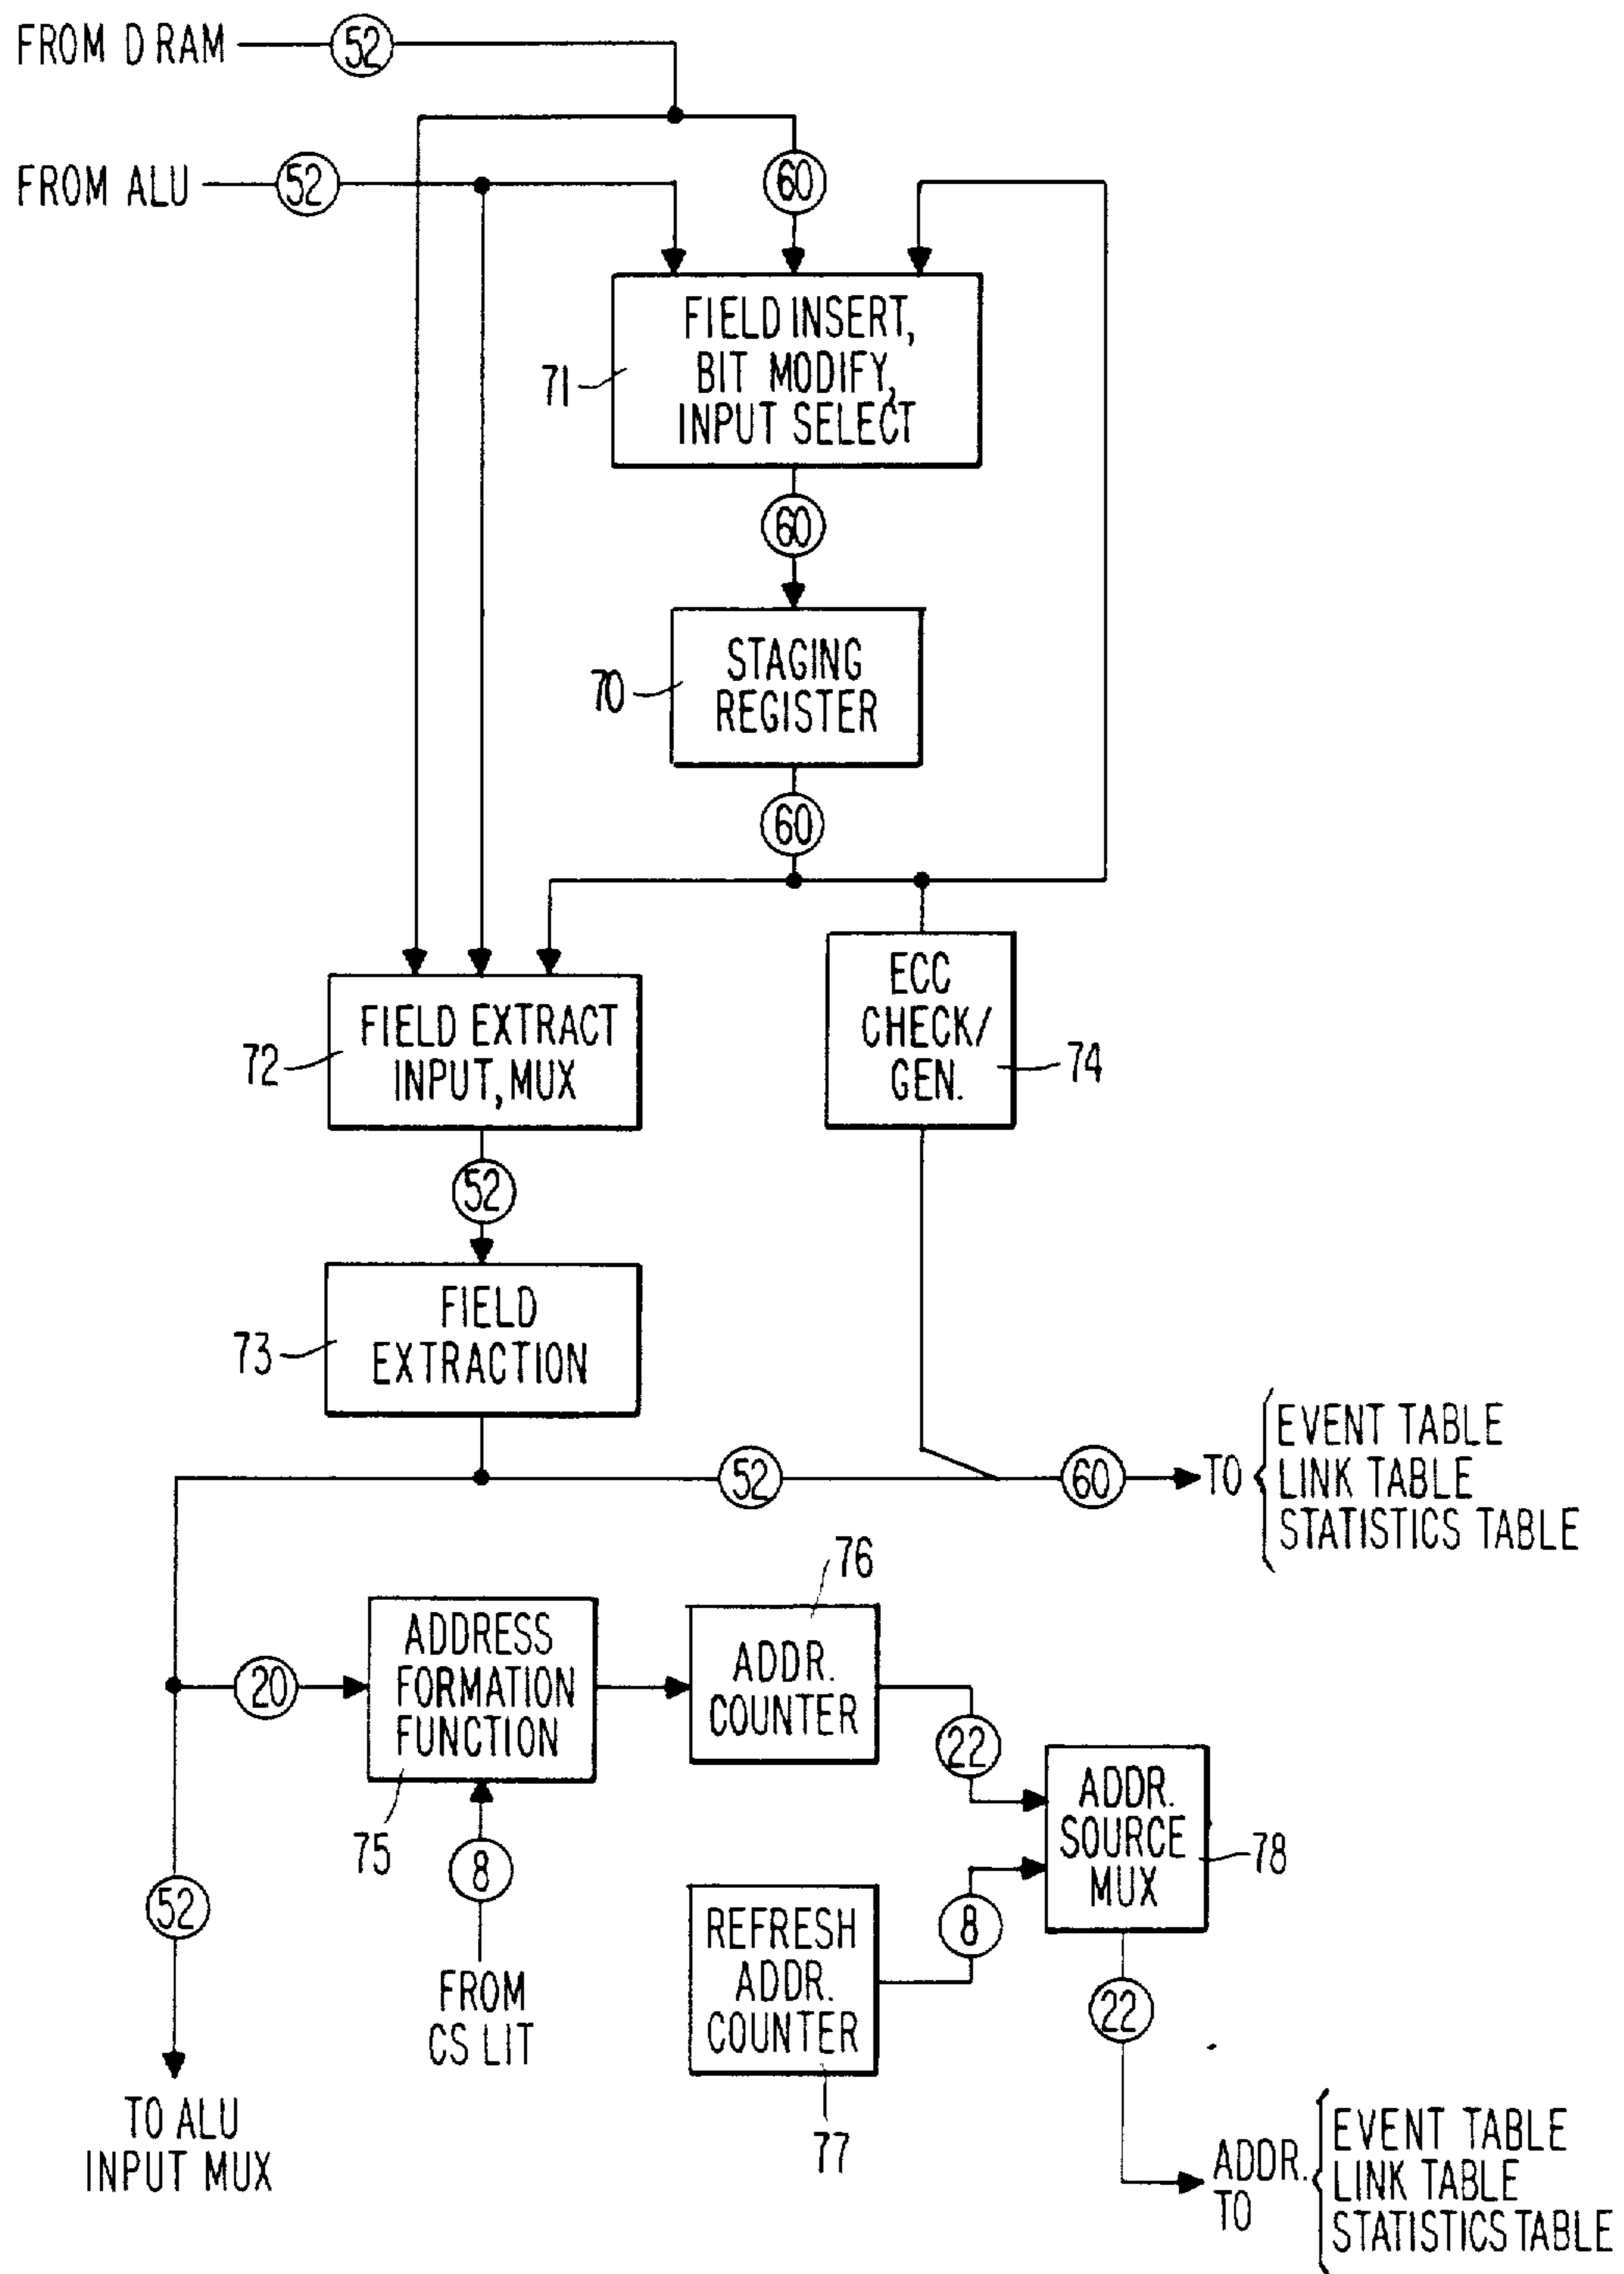 FROM D RAM
52
FROM ALU
52
60
FIELD INSERT,
BIT MODIFY,
INPUT SELECT
71
60
STAGING
REGISTER
70
60
FIELD EXTRACT
INPUT, MUX
72
ECC
CHECK/
GEN.
74
52
FIELD
EXTRACTION
73
52
60
TO
EVENT TABLE
LINK TABLE
STATISTICS TABLE
76
20
ADDRESS
FORMATION
FUNCTION
75
ADDR.
COUNTER
22
ADDR.
SOURCE
MUX
78
8
52
FROM
CS LIT
REFRESH
ADDR.
COUNTER
77
8
22
TO ALU
INPUT MUX
ADDR.
TO
EVENT TABLE
LINK TABLE
STATISTICS TABLE